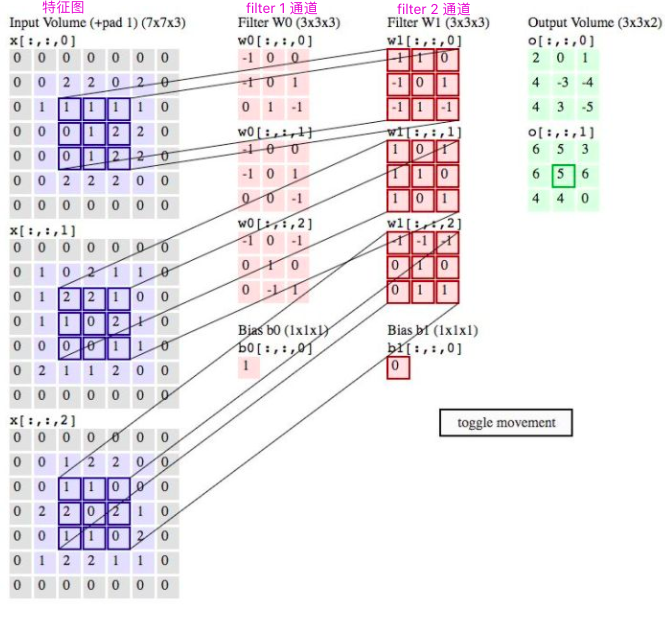 特征图
Input Volume (+pad 1) (7x7x3)
x[:,:,0]
0 0 0 0 0 0 0
0 0 2 2 0 2 0
0 1 1 1 1 1 0
0 0 0 1 2 2 0
0 0 0 1 2 2 0
0 0 2 2 2 0 0
0 0 0 0 0 0 0
x[:,:,1]
0 0 0 0 0 0 0
0 1 0 2 1 1 0
0 1 2 2 1 0 0
0 1 1 0 2 1 0
0 0 0 0 1 1 0
0 2 1 1 2 0 0
0 0 0 0 0 0 0
x[:,:,2]
0 0 0 0 0 0 0
0 0 1 2 2 0 0
0 0 1 1 0 0 0
0 2 2 0 2 1 0
0 0 1 1 0 2 0
0 1 2 2 1 1 0
0 0 0 0 0 0 0
filter 1 通道
Filter W0 (3x3x3)
w0[:,:,0]
-1 0 0
-1 0 1
0 1 -1
w0[:,:,1]
-1 0 0
-1 0 1
0 0 -1
w0[:,:,2]
-1 0 -1
0 1 0
0 -1 1
Bias b0 (1x1x1)
b0[:,:,0]
1
filter 2 通道
Filter W1 (3x3x3)
w1[:,:,0]
-1 1 0
-1 0 1
-1 1 -1
w1[:,:,1]
1 0 1
1 1 0
1 0 1
w1[:,:,2]
-1 -1 -1
0 1 0
0 1 1
Bias b1 (1x1x1)
b1[:,:,0]
0
Output Volume (3x3x2)
o[:,:,0]
2 0 1
4 -3 -4
4 3 -5
o[:,:,1]
6 5 3
6 5 6
4 4 0
toggle movement